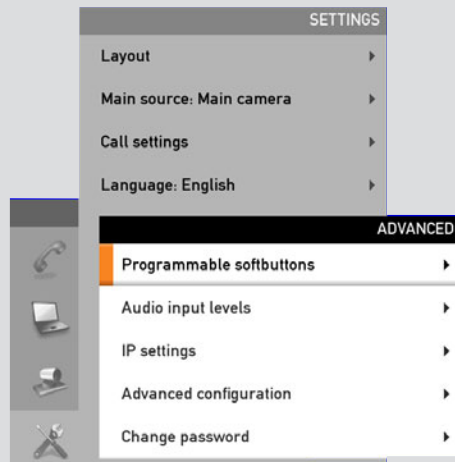 SETTINGS
Layout
Main source: Main camera
Call settings
Language: English
ADVANCED
Programmable softbuttons
Audio input levels
IP settings
Advanced configuration
Change password